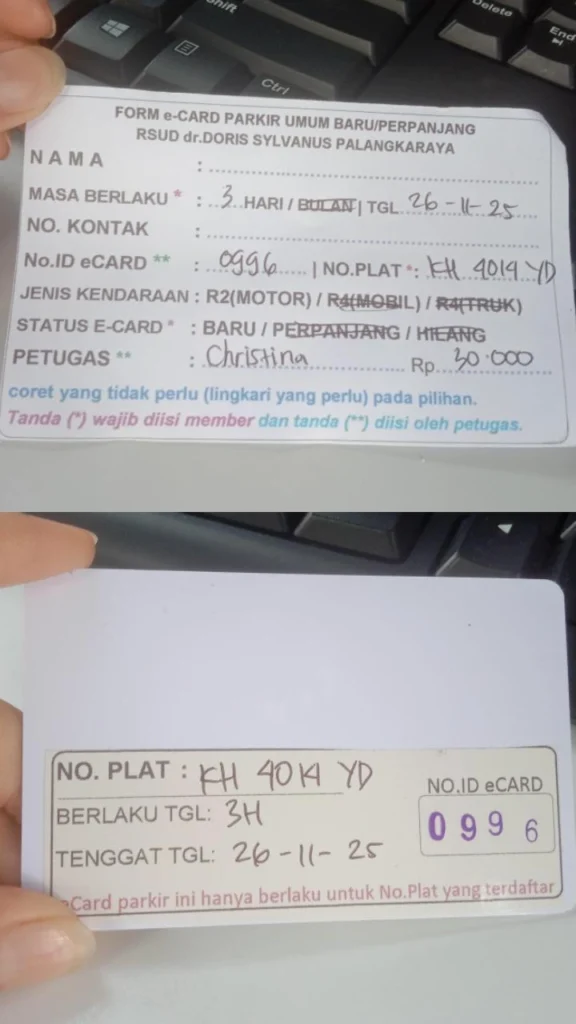 Shift
Delete
End
Ctrl
FORM e-CARD PARKIR UMUM BARU/PERPANJANG
RSUD dr.DORIS SYLVANUS PALANGKARAYA
NAMA :
MASA BERLAKU * : 3 HARI / BULAN | TGL 26-11-25
NO. KONTAK :
No.ID eCARD ** : 0996 | NO.PLAT *: KH 4014 YD
JENIS KENDARAAN : R2(MOTOR) / R4(MOBIL) / R4(TRUK)
STATUS E-CARD * : BARU / PERPANJANG / HILANG
PETUGAS ** : Christina Rp. 30.000
coret yang tidak perlu (lingkari yang perlu) pada pilihan.
Tanda (*) wajib diisi member dan tanda (**) diisi oleh petugas.
NO. PLAT : KH 4014 YD
NO.ID eCARD
BERLAKU TGL: 3H
0996
TENGGAT TGL: 26-11-25
eCard parkir ini hanya berlaku untuk No.Plat yang terdaftar